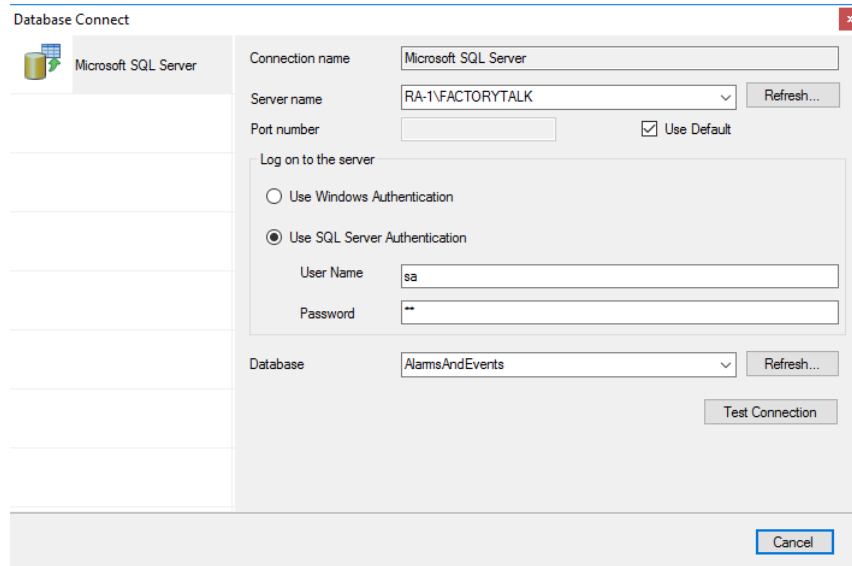 Database Connect
Microsoft SQL Server
Connection name Microsoft SQL Server
Server name RA-1\FACTORYTALK Refresh...
Port number Use Default
Log on to the server
Use Windows Authentication
Use SQL Server Authentication
User Name sa
Password **
Database AlarmsAndEvents Refresh...
Test Connection
Cancel